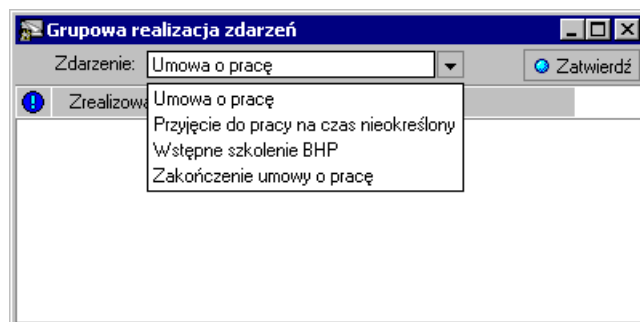 Grupowa realizacja zdarzeń
Zdarzenie: Umowa o pracę Zatwierdź
Umowa o pracę
Przyjęcie do pracy na czas nieokreślony
Wstępne szkolenie BHP
Zakończenie umowy o pracę